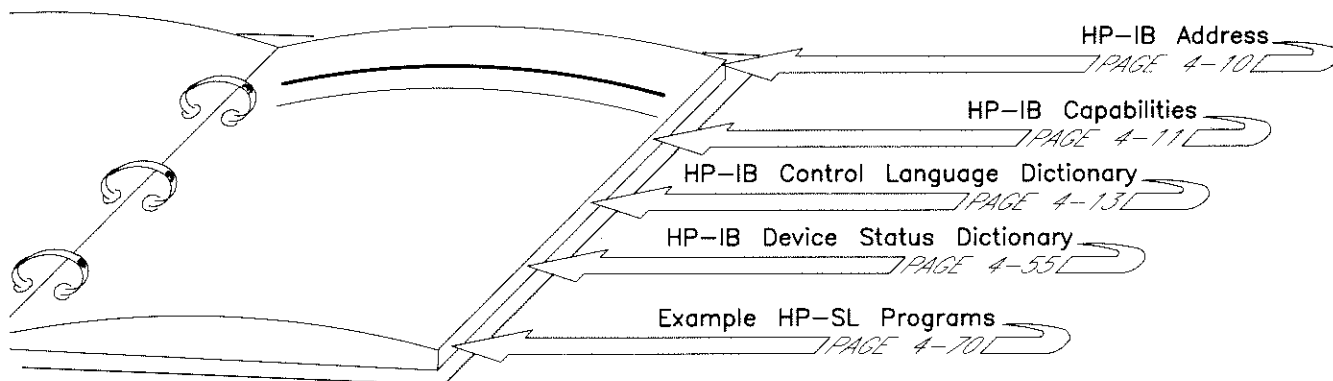 HP-IB Address
PAGE 4-10
HP-IB Capabilities
PAGE 4-11
HP-IB Control Language Dictionary
PAGE 4-13
HP-IB Device Status Dictionary
PAGE 4-55
Example HP-SL Programs
PAGE 4-70